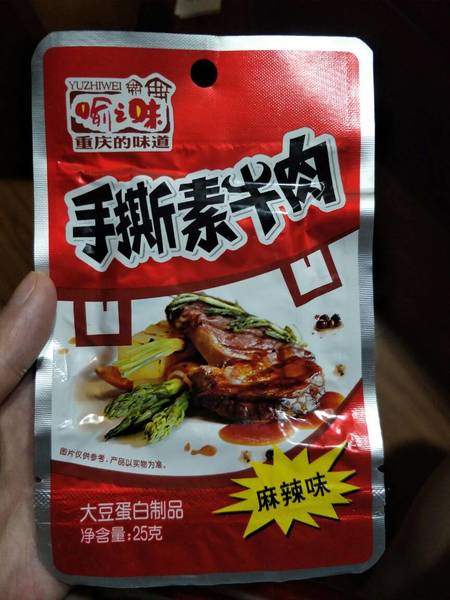 YUZHIWEI
喻之味
重庆的味道
手撕素牛肉
图片仅供参考，产品以实物为准。
麻辣味
大豆蛋白制品
净含量:25克